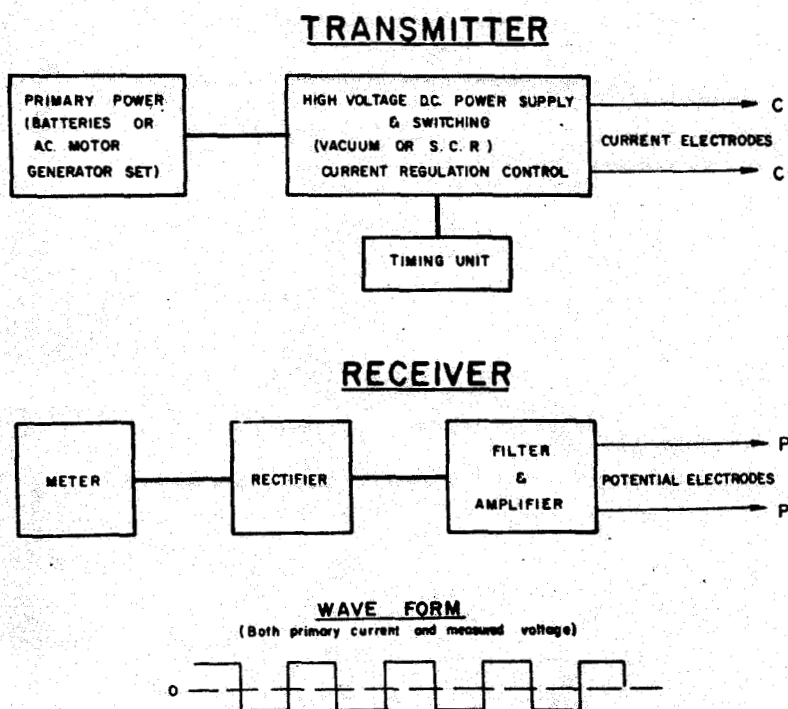 TRANSMITTER
PRIMARY POWER
(BATTERIES OR
A.C. MOTOR
GENERATOR SET)
HIGH VOLTAGE D.C. POWER SUPPLY
& SWITCHING
(VACUUM OR S. C. R)
CURRENT REGULATION CONTROL
C
CURRENT ELECTRODES
C
TIMING UNIT
RECEIVER
METER
RECTIFIER
FILTER
&
AMPLIFIER
P
POTENTIAL ELECTRODES
P
WAVE FORM
(Both primary current and measured voltage)
0